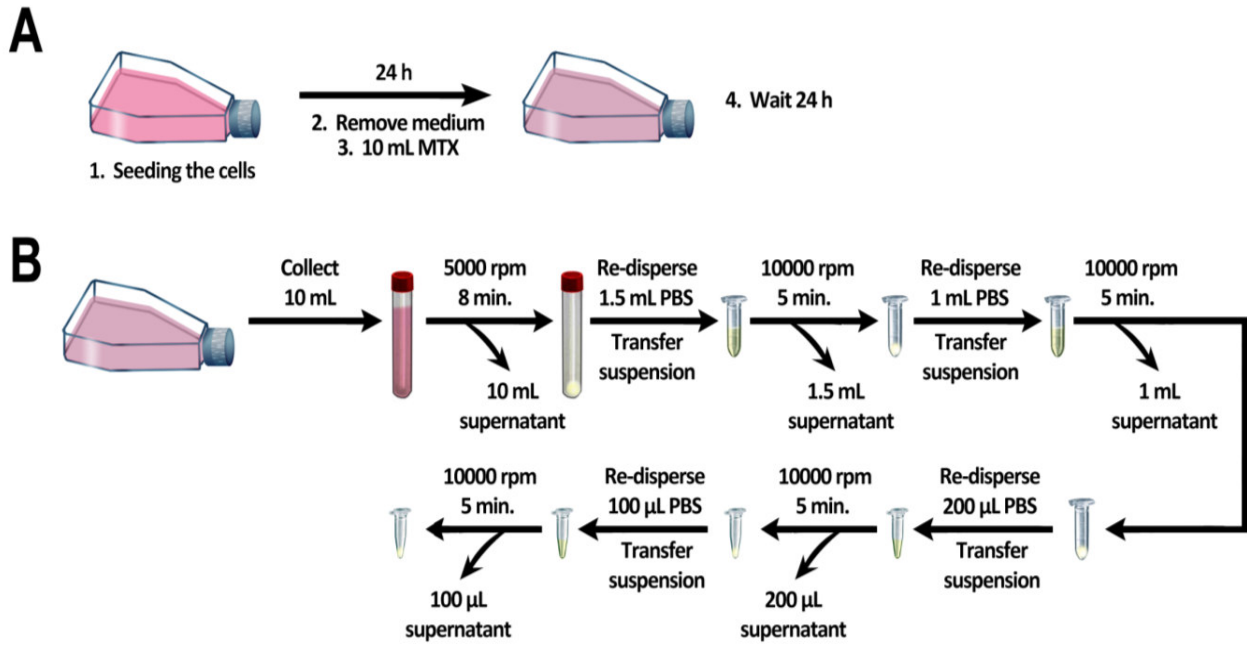 A
24 h
2. Remove medium
3. 10 mL MTX
1. Seeding the cells
4. Wait 24 h
B
Collect
10 mL
5000 rpm
8 min.
10 mL
supernatant
Re-disperse
1.5 mL PBS
Transfer
suspension
10000 rpm
5 min.
1.5 mL
supernatant
Re-disperse
1 mL PBS
Transfer
suspension
10000 rpm
5 min.
1 mL
supernatant
Re-disperse
200 µL PBS
Transfer
suspension
10000 rpm
5 min.
200 µL
supernatant
Re-disperse
100 µL PBS
Transfer
suspension
10000 rpm
5 min.
100 µL
supernatant